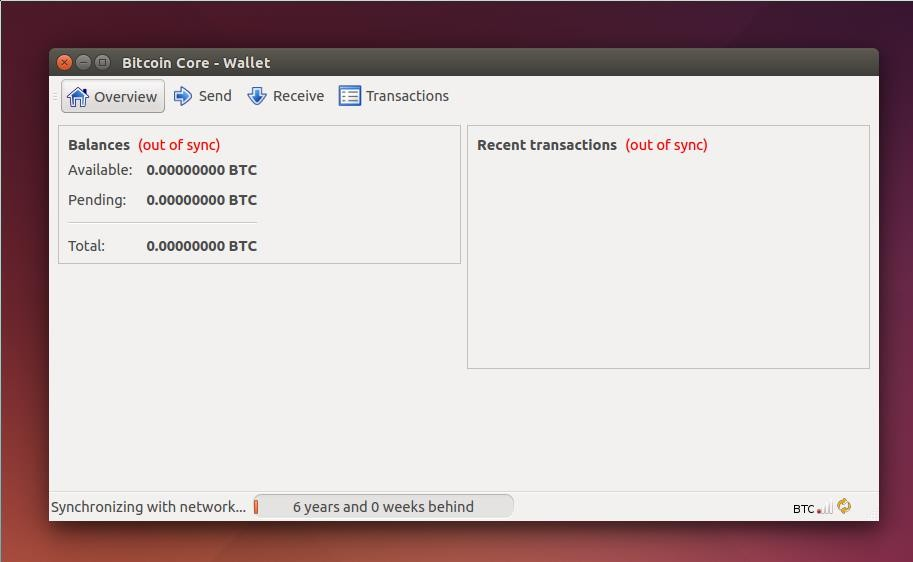 Bitcoin Core - Wallet
Overview Send Receive Transactions
Balances (out of sync)
Available: 0.00000000 BTC
Pending: 0.00000000 BTC
Total: 0.00000000 BTC
Recent transactions (out of sync)
Synchronizing with network... 6 years and 0 weeks behind BTC